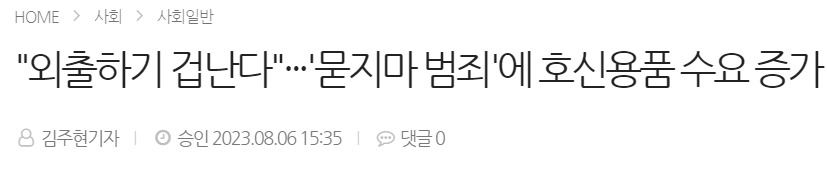 HOME > 사회 > 사회일반
"외출하기 겁난다"···'묻지마 범죄'에 호신용품 수요 증가
김주현기자 | 승인 2023.08.06 15:35 | 댓글 0